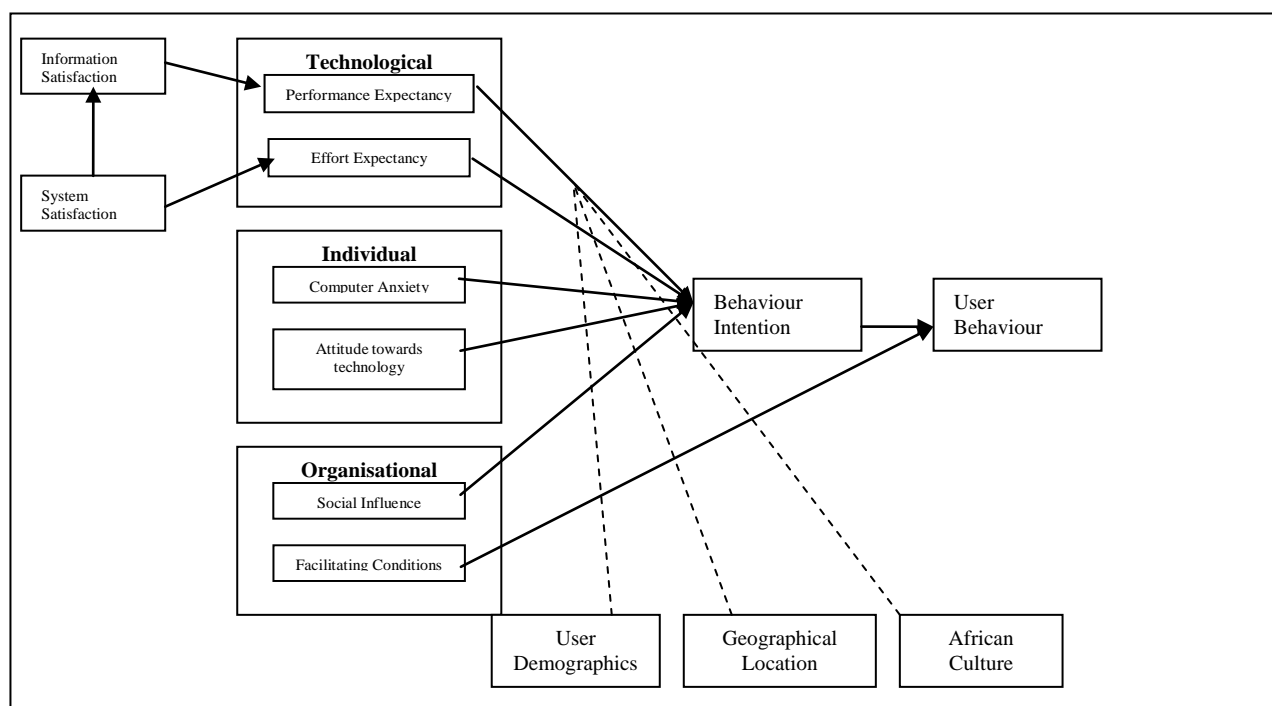 Information
Satisfaction
System
Satisfaction
Technological
Performance Expectancy
Effort Expectancy
Individual
Computer Anxiety
Attitude towards
technology
Organisational
Social Influence
Facilitating Conditions
Behaviour
Intention
User
Behaviour
User
Demographics
Geographical
Location
African
Culture